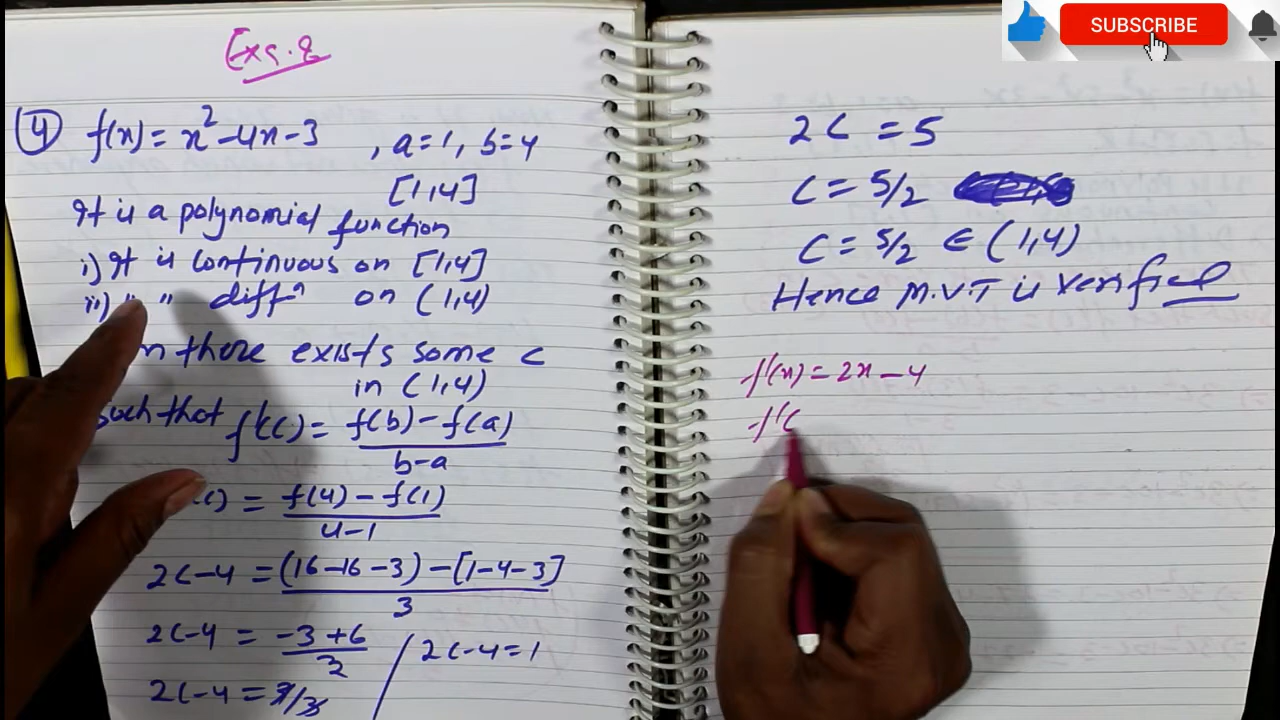 Exs.8
④ f(x) = x² - 4x - 3 , a = 1, b = 4
[1,4]
It is a polynomial function
i) It is continuous on [1,4]
ii) " " diffⁿ on (1,4)
there exists some c
in (1,4)
such that f'(c) = f(b) - f(a)
b-a
= f(4) - f(1)
4-1
2c-4 = (16-16-3) - [1-4-3]
3
2c-4 = -3+6
3
2c-4 = 1
2c-4 = 3/3
SUBSCRIBE
2c = 5
c = 5/2
c = 5/2 ∈ (1,4)
Hence M.V.T is verified
f'(x) = 2x - 4
f'(